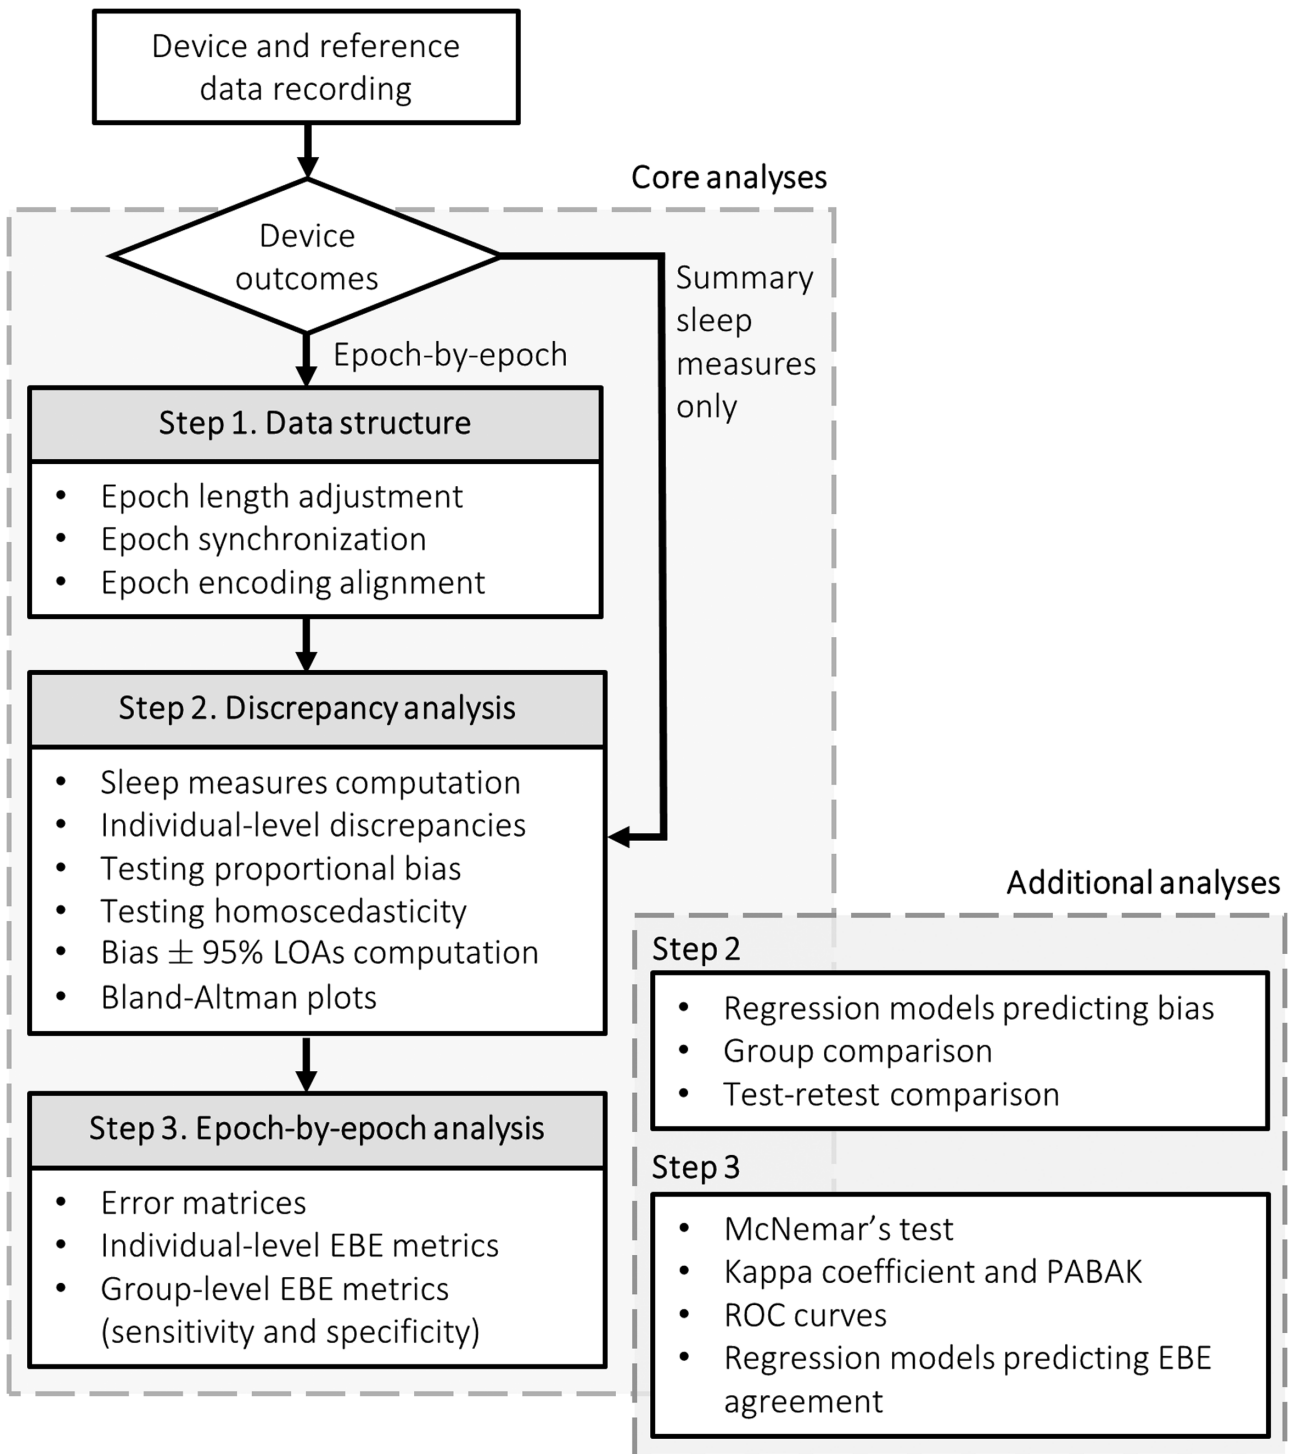 Device and reference
data recording
Core analyses
Device
outcomes
Summary
sleep
measures
only
Epoch-by-epoch
Step 1. Data structure
• Epoch length adjustment
• Epoch synchronization
• Epoch encoding alignment
Step 2. Discrepancy analysis
• Sleep measures computation
• Individual-level discrepancies
• Testing proportional bias
• Testing homoscedasticity
• Bias ± 95% LOAs computation
• Bland-Altman plots
Step 3. Epoch-by-epoch analysis
• Error matrices
• Individual-level EBE metrics
• Group-level EBE metrics
(sensitivity and specificity)
Additional analyses
Step 2
• Regression models predicting bias
• Group comparison
• Test-retest comparison
Step 3
• McNemar’s test
• Kappa coefficient and PABAK
• ROC curves
• Regression models predicting EBE
agreement